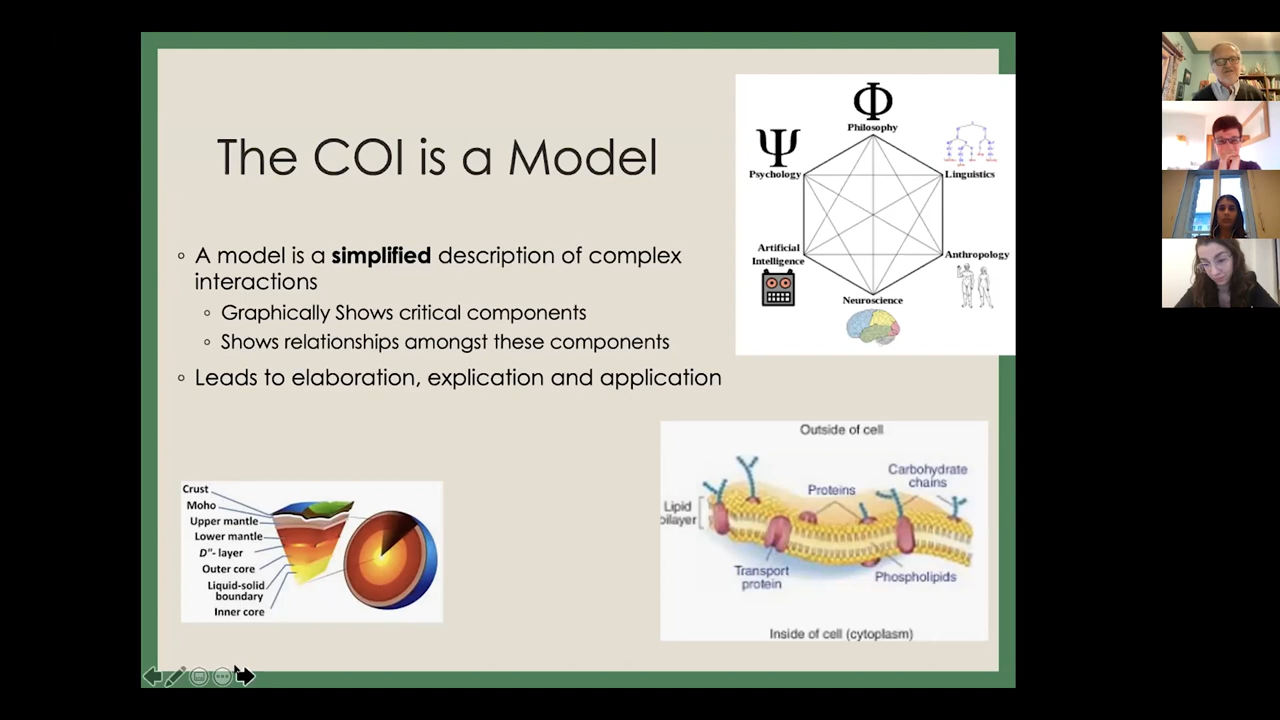 The COI is a Model
◦ A model is a simplified description of complex
interactions
◦ Graphically Shows critical components
◦ Shows relationships amongst these components
◦ Leads to elaboration, explication and application
Φ
Philosophy
Ψ
Psychology
Linguistics
Artificial
Intelligence
Anthropology
Neuroscience
Crust
Moho
Upper mantle
Lower mantle
D"- layer
Outer core
Liquid-solid
boundary
Inner core
Outside of cell
Carbohydrate
chains
Proteins
Lipid
bilayer
Transport
protein
Phospholipids
Inside of cell (cytoplasm)